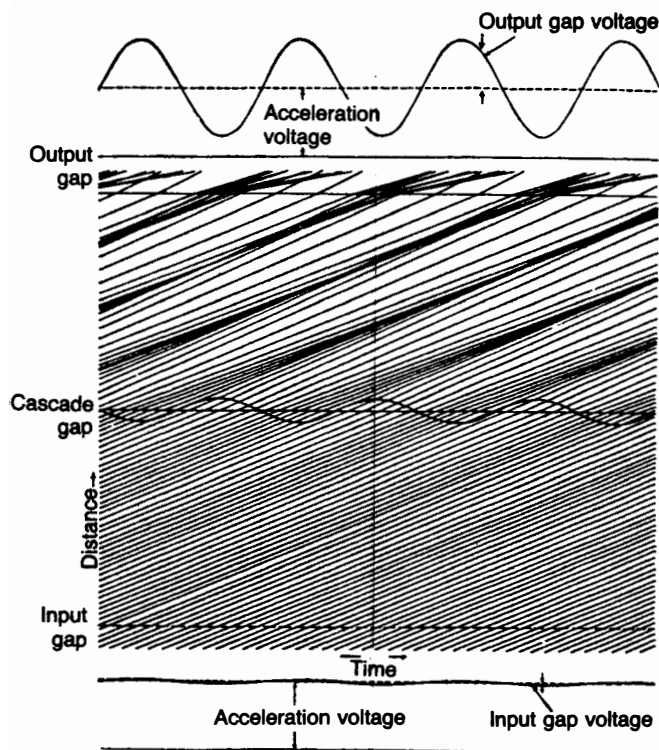 Output gap voltage
Acceleration
voltage
Output
gap
Cascade
gap
Distance
Input
gap
Time
Acceleration voltage
Input gap voltage